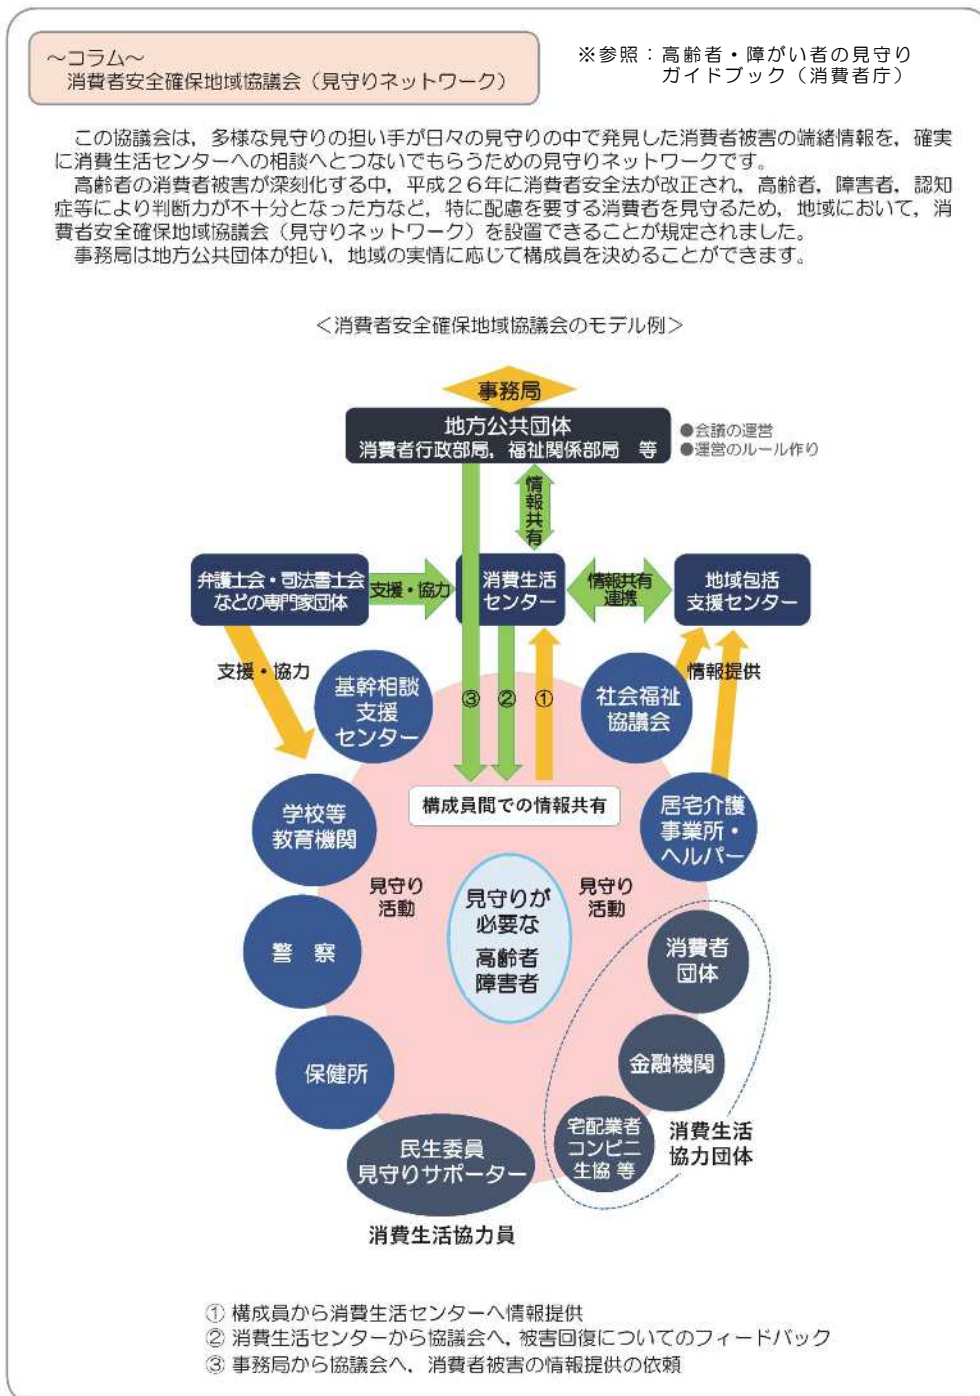 ～コラム～
消費者安全確保地域協議会（見守りネットワーク）
※参照：高齢者・障がい者の見守り
ガイドブック（消費者庁）
この協議会は，多様な見守りの担い手が日々の見守りの中で発見した消費者被害の端緒情報を，確実
に消費生活センターへの相談へとつないでもらうための見守りネットワークです。
高齢者の消費者被害が深刻化する中，平成２６年に消費者安全法が改正され，高齢者，障害者，認知
症等により判断力が不十分となった方など，特に配慮を要する消費者を見守るため，地域において，消
費者安全確保地域協議会（見守りネットワーク）を設置できることが規定されました。
事務局は地方公共団体が担い，地域の実情に応じて構成員を決めることができます。
＜消費者安全確保地域協議会のモデル例＞
事務局
地方公共団体
消費者行政部局，福祉関係部局　等
●会議の運営
●運営のルール作り
情報共有
弁護士会・司法書士会
などの専門家団体
支援・協力
消費生活
センター
情報共有
連携
地域包括
支援センター
支援・協力
情報提供
基幹相談
支援
センター
③
②
①
社会福祉
協議会
構成員間での情報共有
学校等
教育機関
居宅介護
事業所・
ヘルパー
見守り
活動
見守りが
必要な
高齢者
障害者
見守り
活動
警　察
消費者
団体
保健所
金融機関
宅配業者
コンビニ
生協 等
消費生活
協力団体
民生委員
見守りサポーター
消費生活協力員
① 構成員から消費生活センターへ情報提供
② 消費生活センターから協議会へ，被害回復についてのフィードバック
③ 事務局から協議会へ，消費者被害の情報提供の依頼